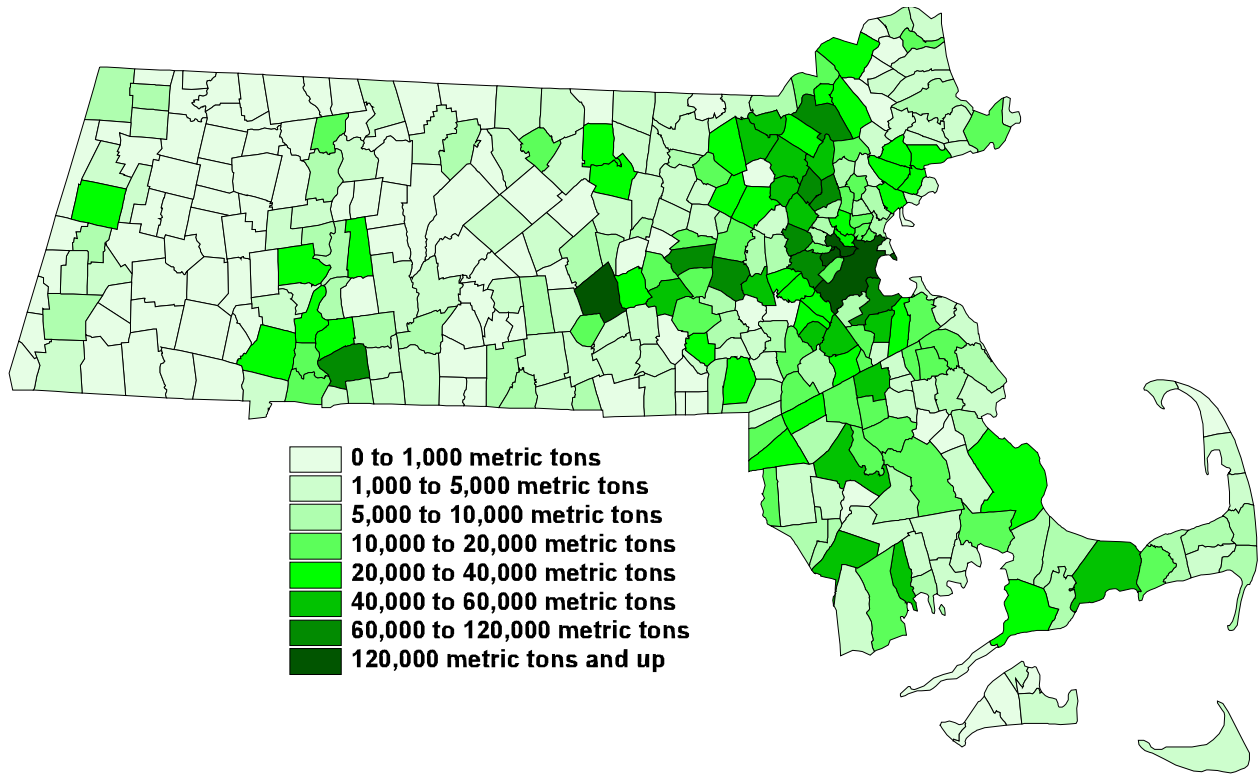 0 to 1,000 metric tons
1,000 to 5,000 metric tons
5,000 to 10,000 metric tons
10,000 to 20,000 metric tons
20,000 to 40,000 metric tons
40,000 to 60,000 metric tons
60,000 to 120,000 metric tons
120,000 metric tons and up